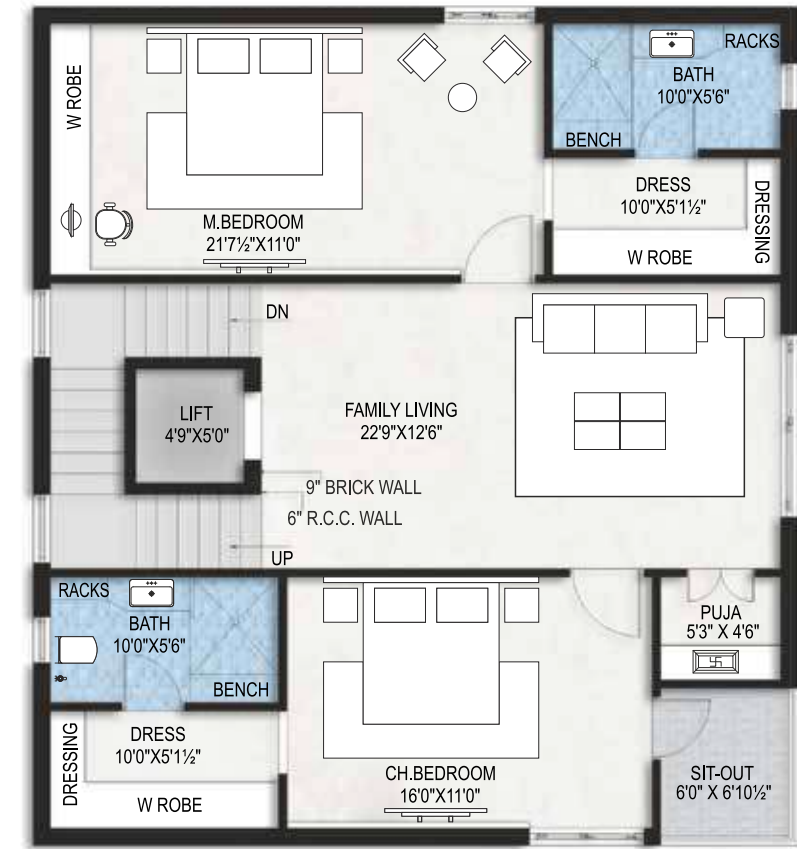 RACKS
BATH
10'0"X5'6"
BENCH
W ROBE
M.BEDROOM
21'7½"X11'0"
DRESS
10'0"X5'1½"
DRESSING
W ROBE
DN
LIFT
4'9"X5'0"
FAMILY LIVING
22'9"X12'6"
9" BRICK WALL
6" R.C.C. WALL
UP
RACKS
BATH
10'0"X5'6"
BENCH
PUJA
5'3" X 4'6"
DRESSING
DRESS
10'0"X5'1½"
W ROBE
CH.BEDROOM
16'0"X11'0"
SIT-OUT
6'0" X 6'10½"